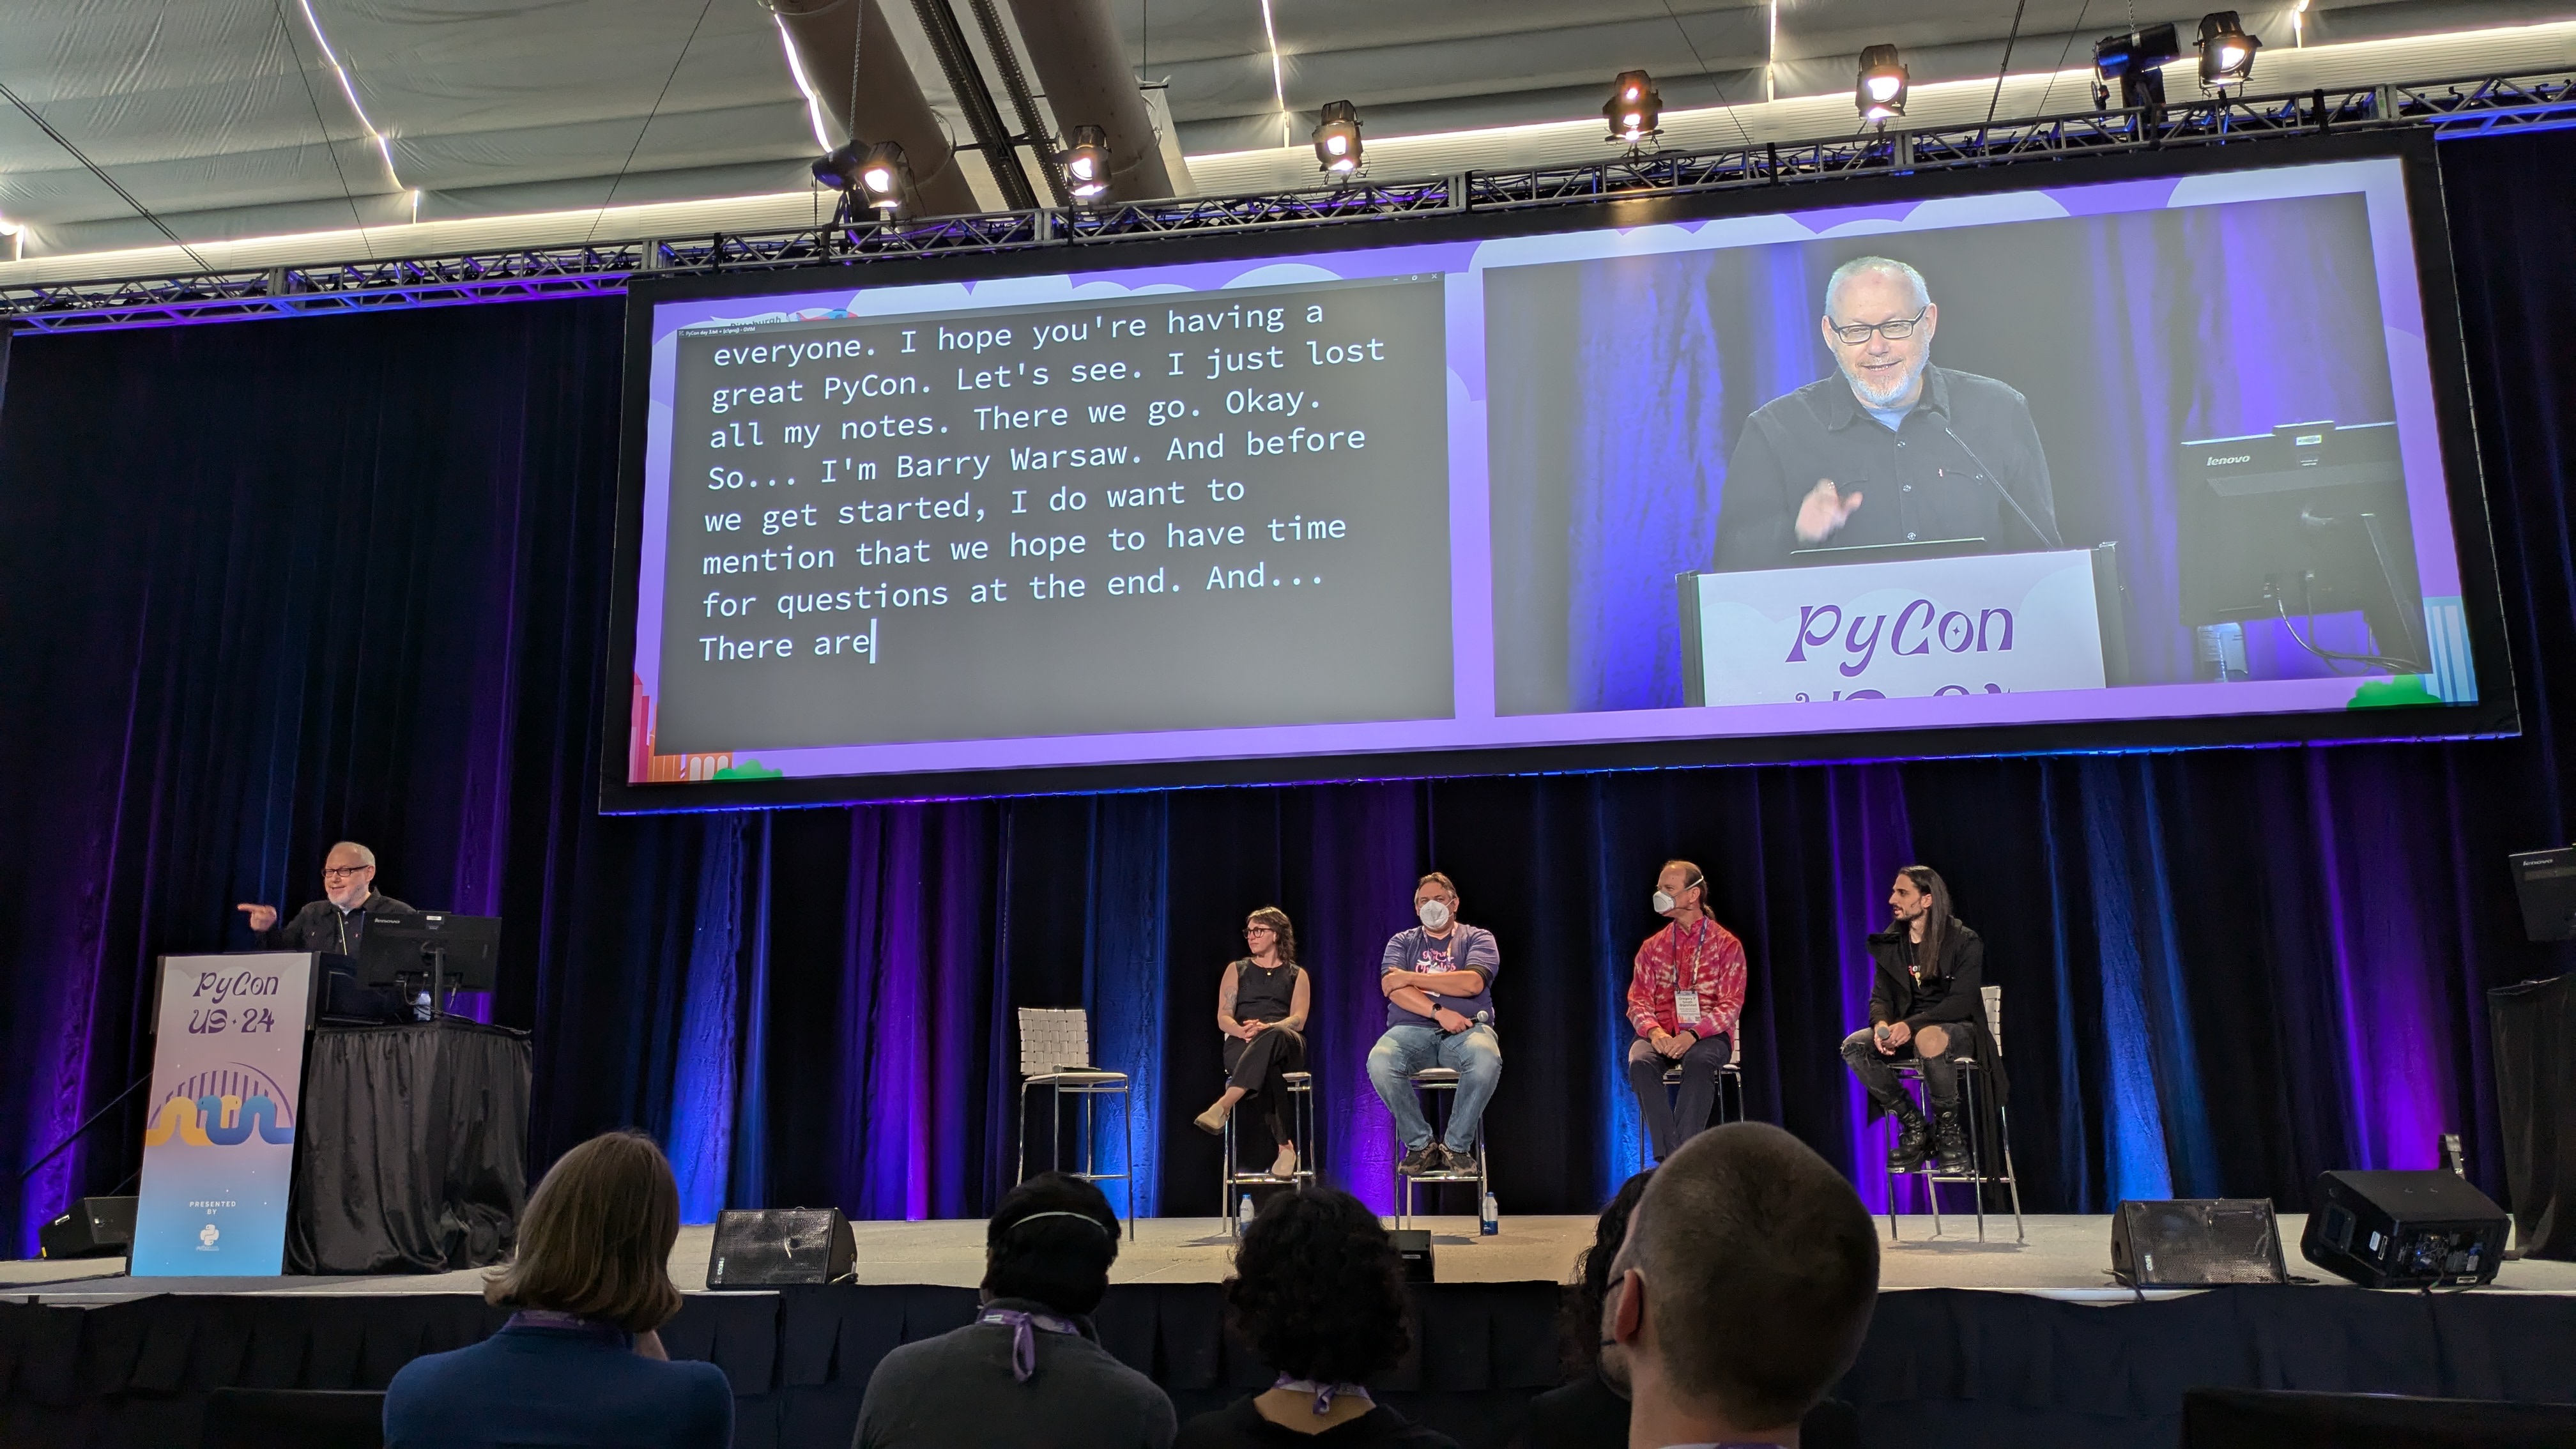 everyone. I hope you're having a
great PyCon. Let's see. I just lost
all my notes. There we go. Okay.
So... I'm Barry Warsaw. And before
we get started, I do want to
mention that we hope to have time
for questions at the end. And...
There are
lenovo
PyCon
lenovo
PyCon
US·24
PRESENTED
BY